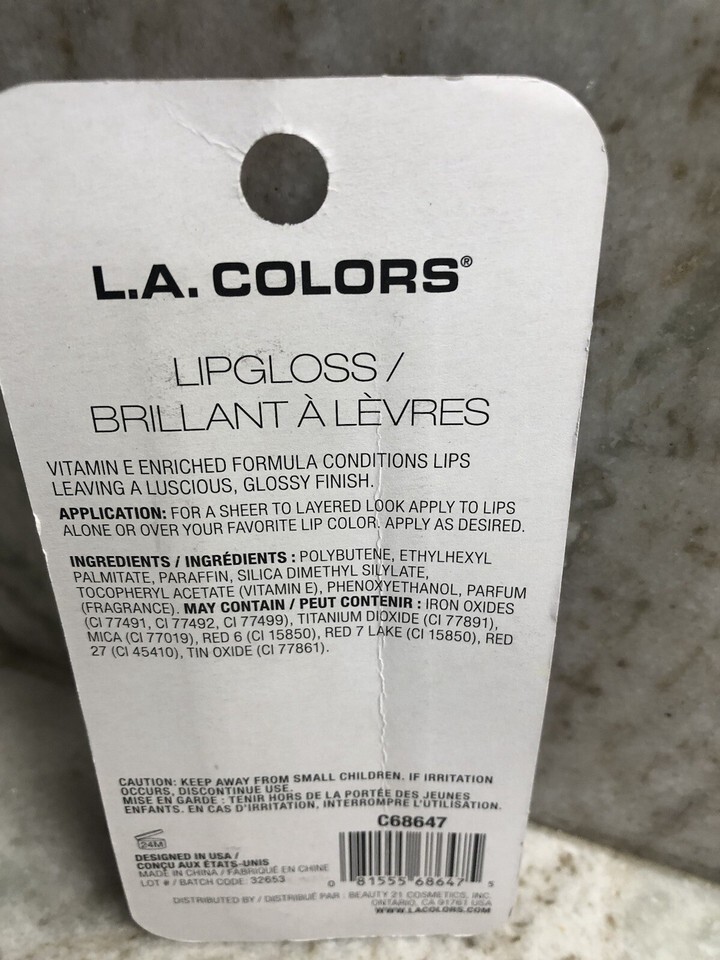 L.A. COLORS®
LIPGLOSS /
BRILLANT À LÈVRES
VITAMIN E ENRICHED FORMULA CONDITIONS LIPS
LEAVING A LUSCIOUS, GLOSSY FINISH.
APPLICATION: FOR A SHEER TO LAYERED LOOK APPLY TO LIPS
ALONE OR OVER YOUR FAVORITE LIP COLOR. APPLY AS DESIRED.
INGREDIENTS / INGRÉDIENTS : POLYBUTENE, ETHYLHEXYL
PALMITATE, PARAFFIN, SILICA DIMETHYL SILYLATE,
TOCOPHERYL ACETATE (VITAMIN E), PHENOXYETHANOL, PARFUM
(FRAGRANCE). MAY CONTAIN / PEUT CONTENIR : IRON OXIDES
(CI 77491, CI 77492, CI 77499), TITANIUM DIOXIDE (CI 77891),
MICA (CI 77019), RED 6 (CI 15850), RED 7 LAKE (CI 15850), RED
27 (CI 45410), TIN OXIDE (CI 77861).
CAUTION: KEEP AWAY FROM SMALL CHILDREN. IF IRRITATION
OCCURS, DISCONTINUE USE.
MISE EN GARDE : TENIR HORS DE LA PORTÉE DES JEUNES
ENFANTS. EN CAS D'IRRITATION, INTERROMPRE L'UTILISATION.
C68647
24M
DESIGNED IN USA /
CONÇU AUX ÉTATS-UNIS
MADE IN CHINA / FABRIQUÉ EN CHINE
LOT # / BATCH CODE: 32653
0 81555 68647 5
DISTRIBUTED BY / DISTRIBUÉ PAR : BEAUTY 21 COSMETICS, INC.
ONTARIO, CA 91761 USA
WWW.LACOLORS.COM